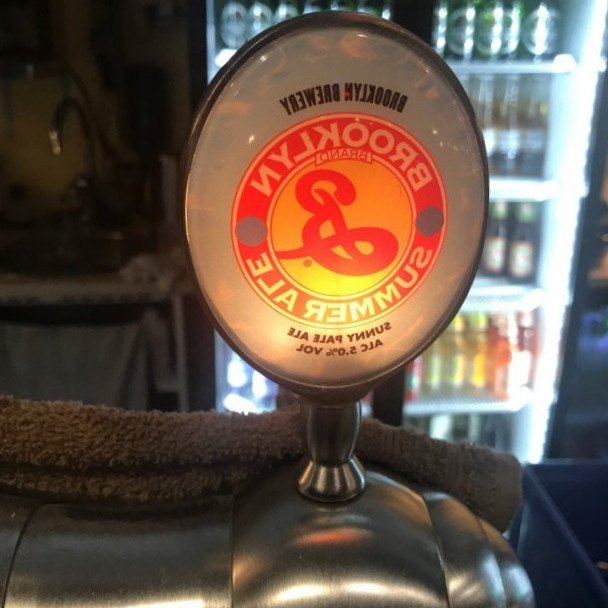 BROOKLYN BREWERY
BROOKLYN
BRAND
B
SUMMER ALE
SUNNY PALE ALE
ALC 5.0% VOL